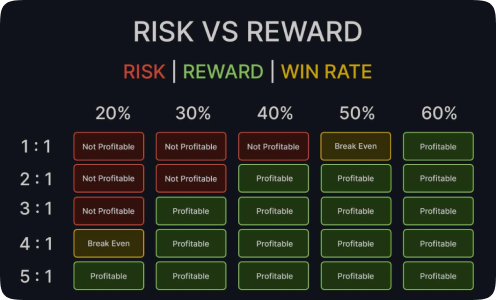 RISK VS REWARD
RISK | REWARD | WIN RATE
20% 30% 40% 50% 60%
1 : 1 Not Profitable Not Profitable Not Profitable Break Even Profitable
2 : 1 Not Profitable Not Profitable Profitable Profitable Profitable
3 : 1 Not Profitable Profitable Profitable Profitable Profitable
4 : 1 Break Even Profitable Profitable Profitable Profitable
5 : 1 Profitable Profitable Profitable Profitable Profitable